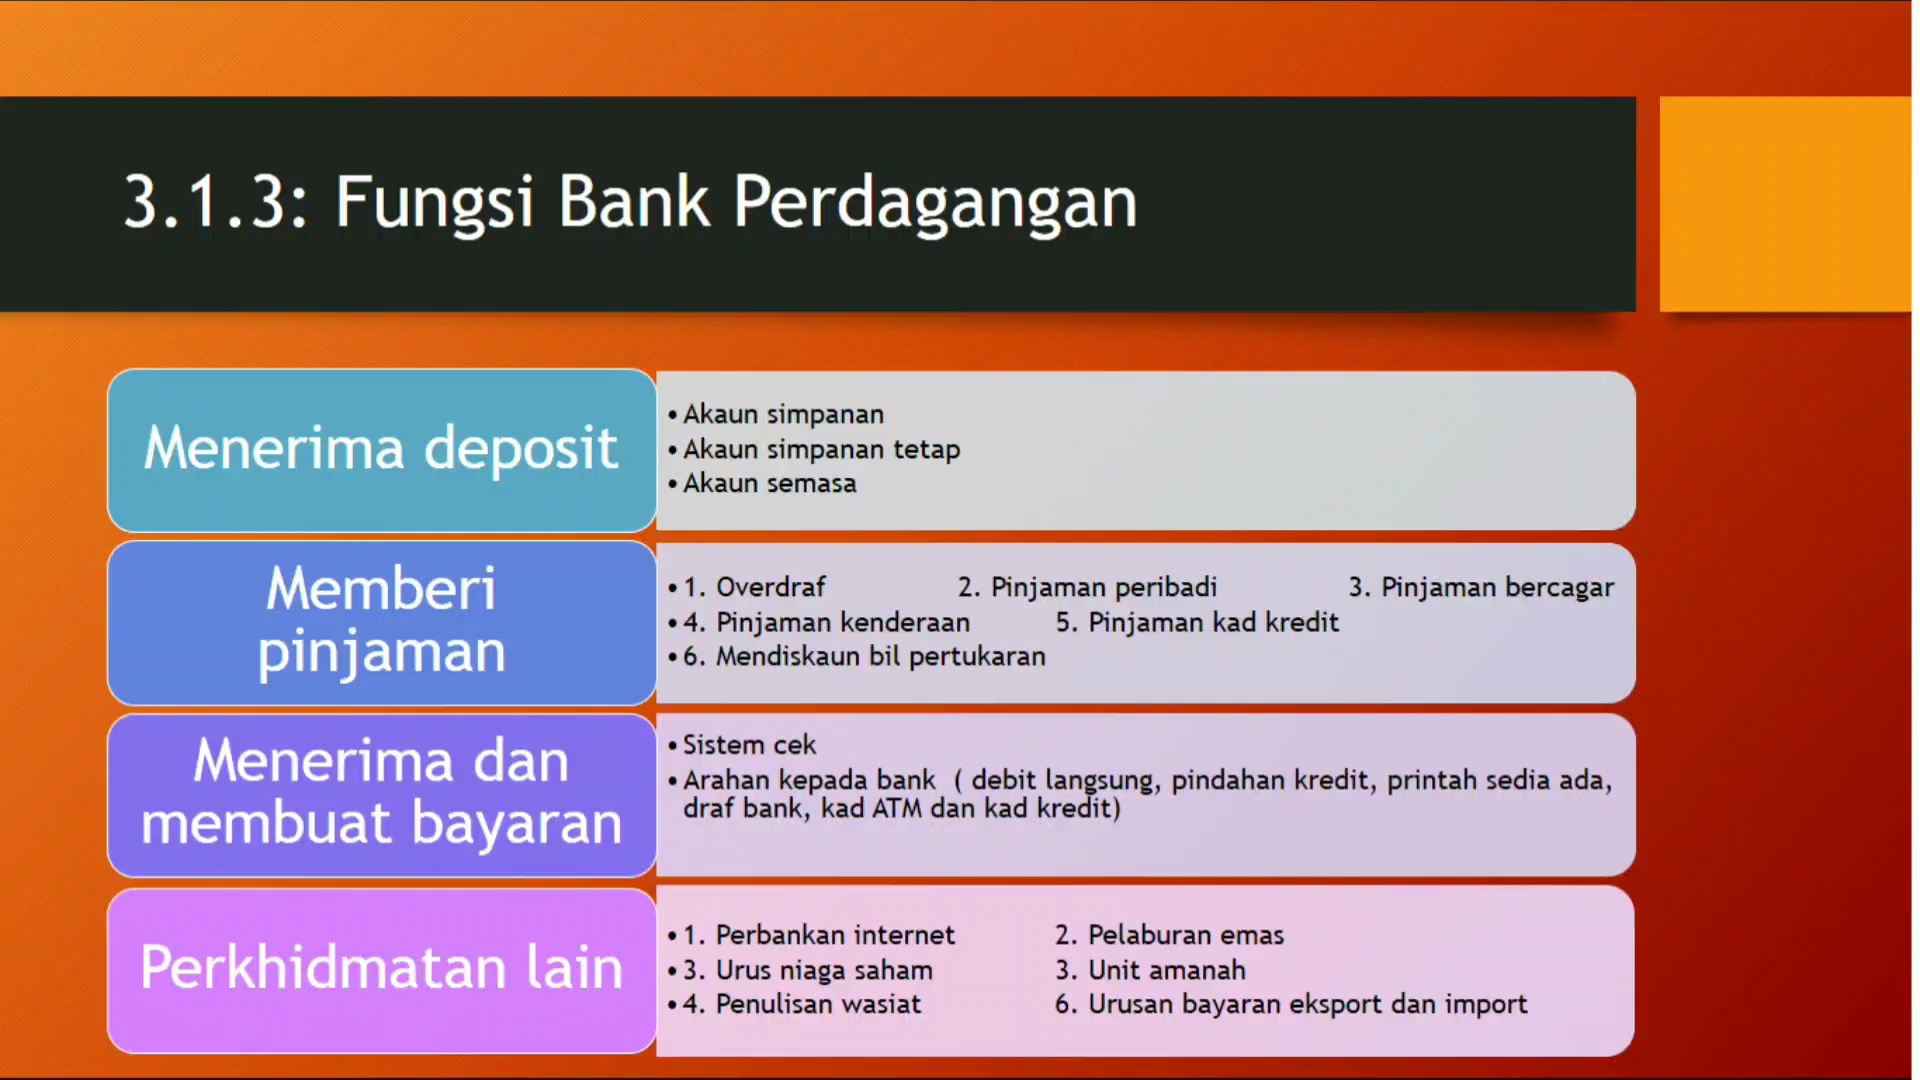 3.1.3: Fungsi Bank Perdagangan
Menerima deposit
•Akaun simpanan
•Akaun simpanan tetap
•Akaun semasa
Memberi
pinjaman
•1. Overdraf 2. Pinjaman peribadi 3. Pinjaman bercagar
•4. Pinjaman kenderaan 5. Pinjaman kad kredit
•6. Mendiskaun bil pertukaran
Menerima dan
membuat bayaran
•Sistem cek
•Arahan kepada bank ( debit langsung, pindahan kredit, printah sedia ada,
draf bank, kad ATM dan kad kredit)
Perkhidmatan lain
•1. Perbankan internet 2. Pelaburan emas
•3. Urus niaga saham 3. Unit amanah
•4. Penulisan wasiat 6. Urusan bayaran eksport dan import